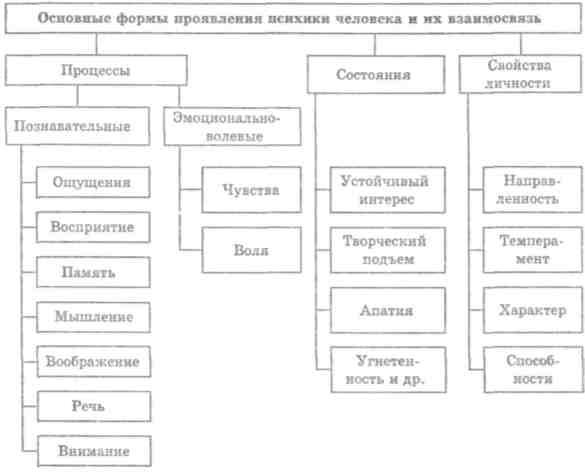 Основные формы проявления психики человека и их взаимосвязь
Процессы
Состояния
Свойства
личности
Познавательные
Эмоционально-
волевые
Ощущения
Восприятие
Память
Мышление
Воображение
Речь
Внимание
Чувства
Воля
Устойчивый
интерес
Творческий
подъем
Апатия
Угнетен-
ность и др.
Направ-
ленность
Темпера-
мент
Характер
Способ-
ности